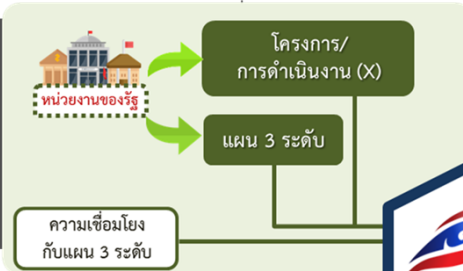 โครงการ/
การดำเนินงาน (X)
หน่วยงานของรัฐ
แผน 3 ระดับ
ความเชื่อมโยง
กับแผน 3 ระดับ